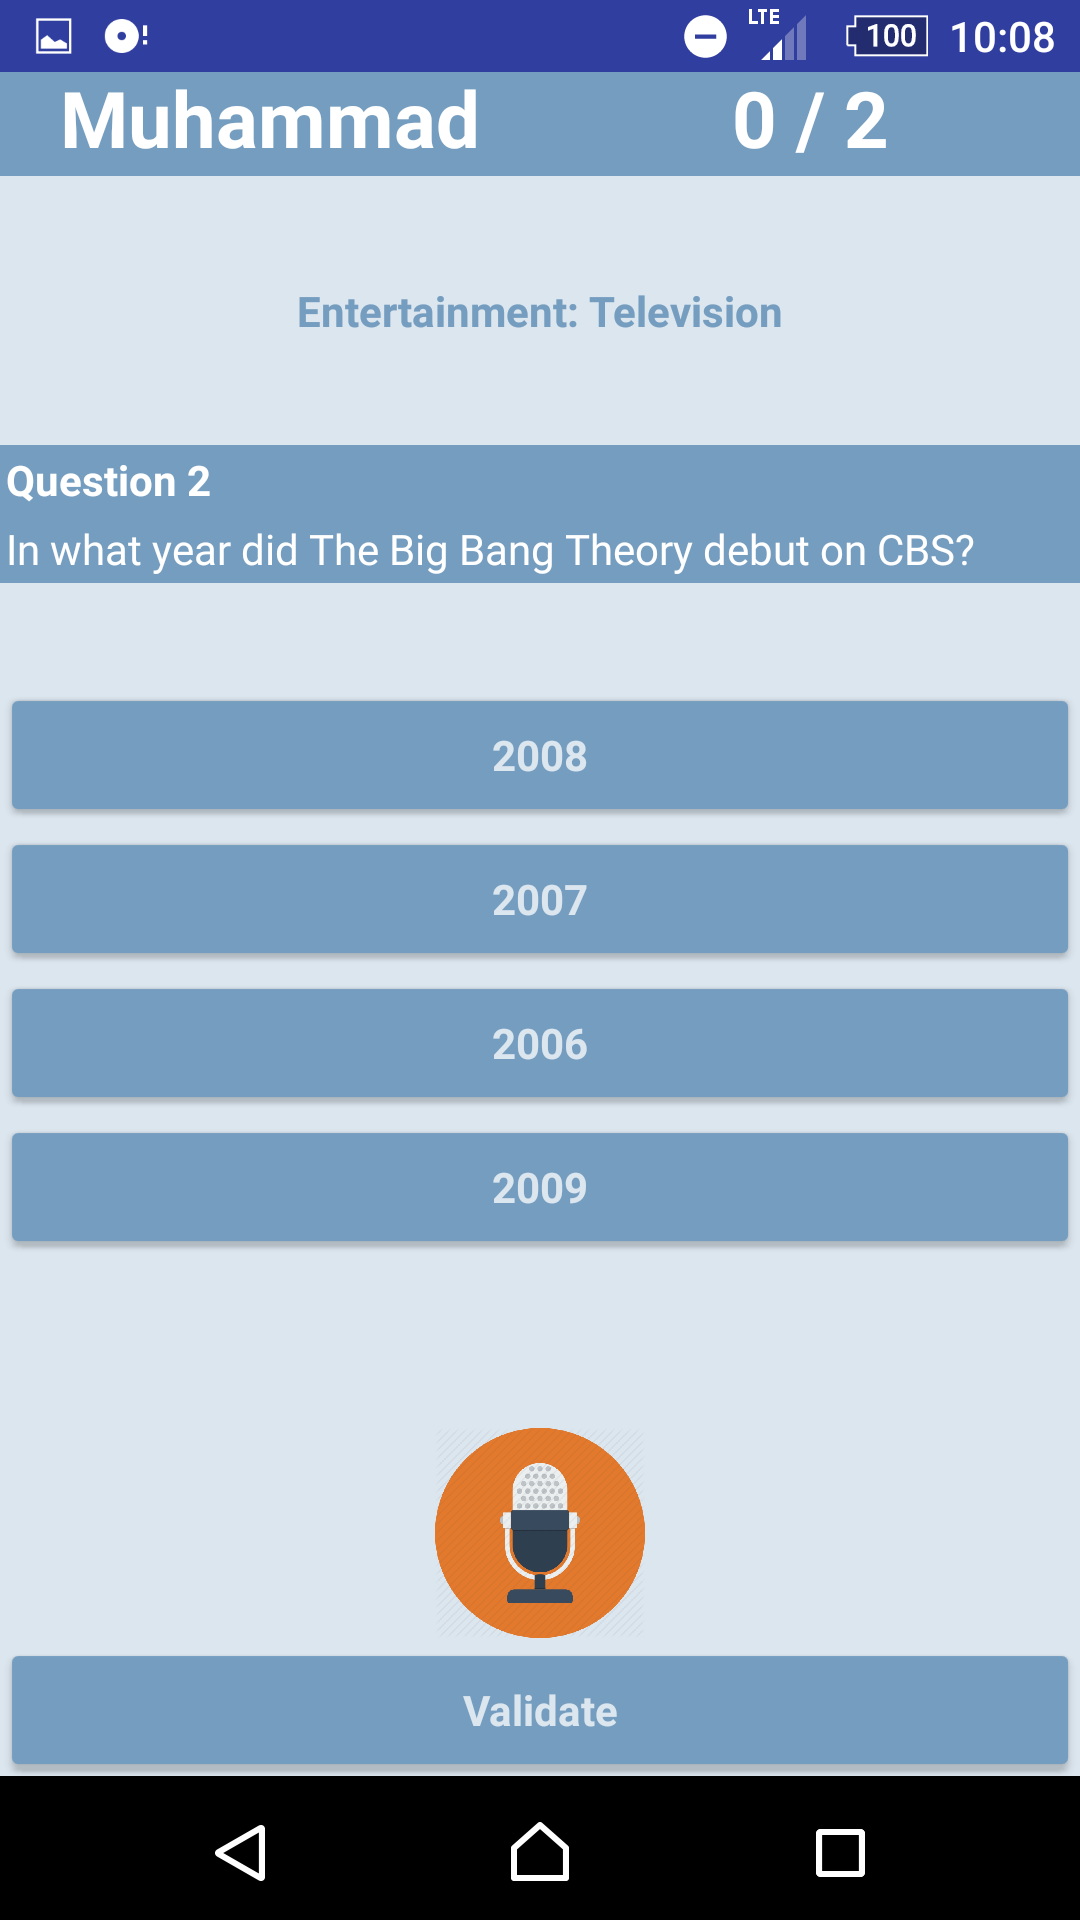 LTE
100 10:08
Muhammad 0 / 2
Entertainment: Television
Question 2
In what year did The Big Bang Theory debut on CBS?
2008
2007
2006
2009
Validate